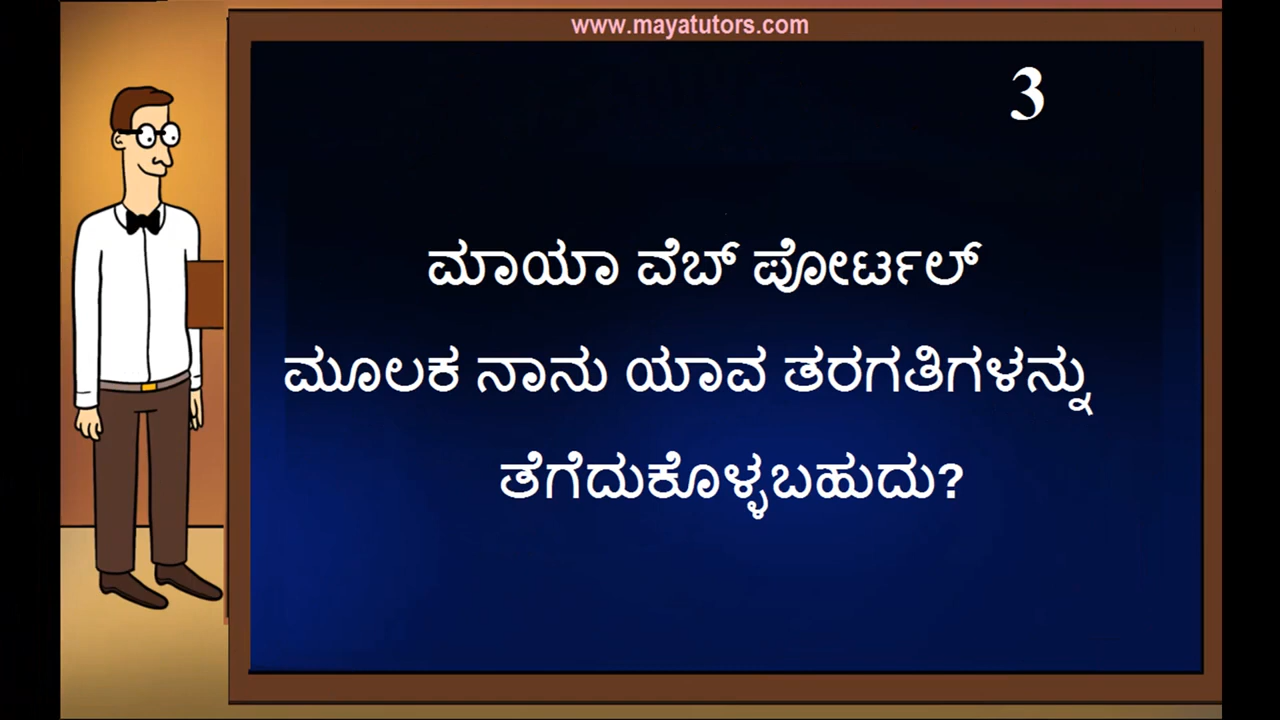 www.mayatutors.com
3
ಮಾಯಾ ವೆಬ್ ಪೋರ್ಟಲ್
ಮೂಲಕ ನಾನು ಯಾವ ತರಗತಿಗಳನ್ನು
ತೆಗೆದುಕೊಳ್ಳಬಹುದು?